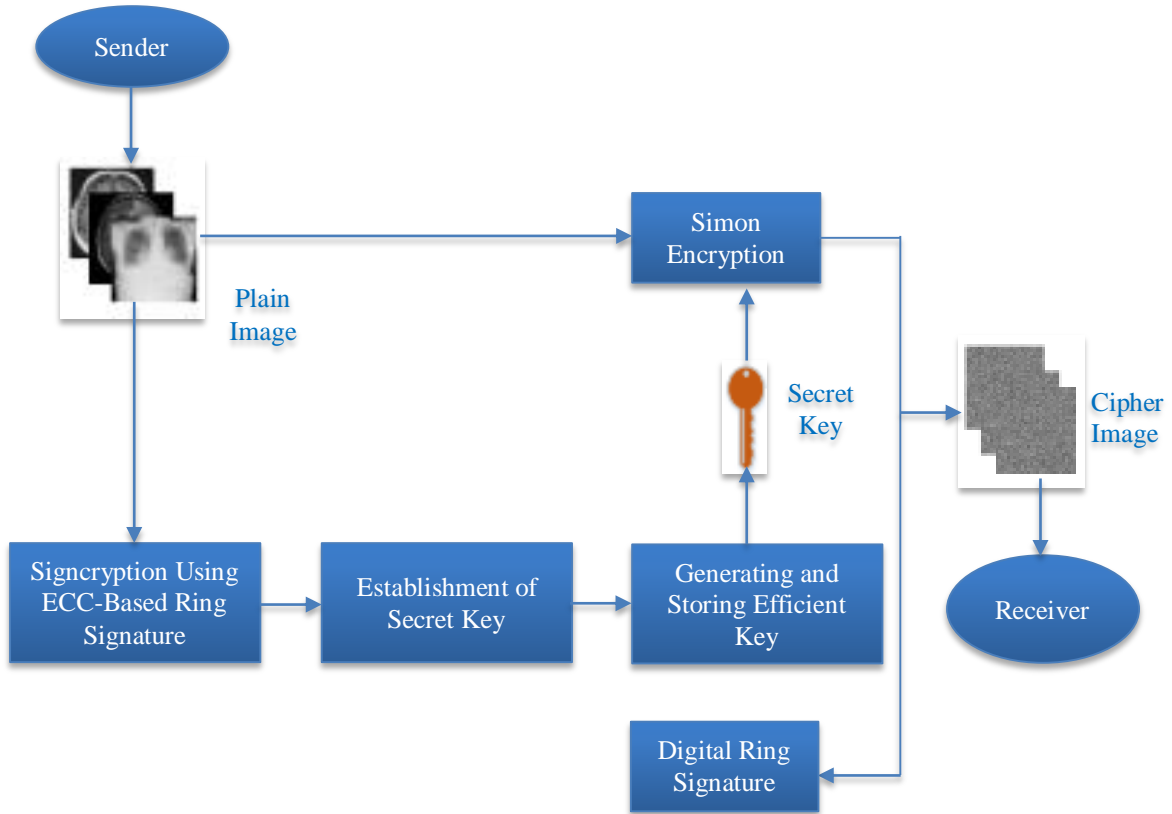 Sender
Plain
Image
Simon
Encryption
Secret
Key
Cipher
Image
Signcryption Using
ECC-Based Ring
Signature
Establishment of
Secret Key
Generating and
Storing Efficient
Key
Receiver
Digital Ring
Signature